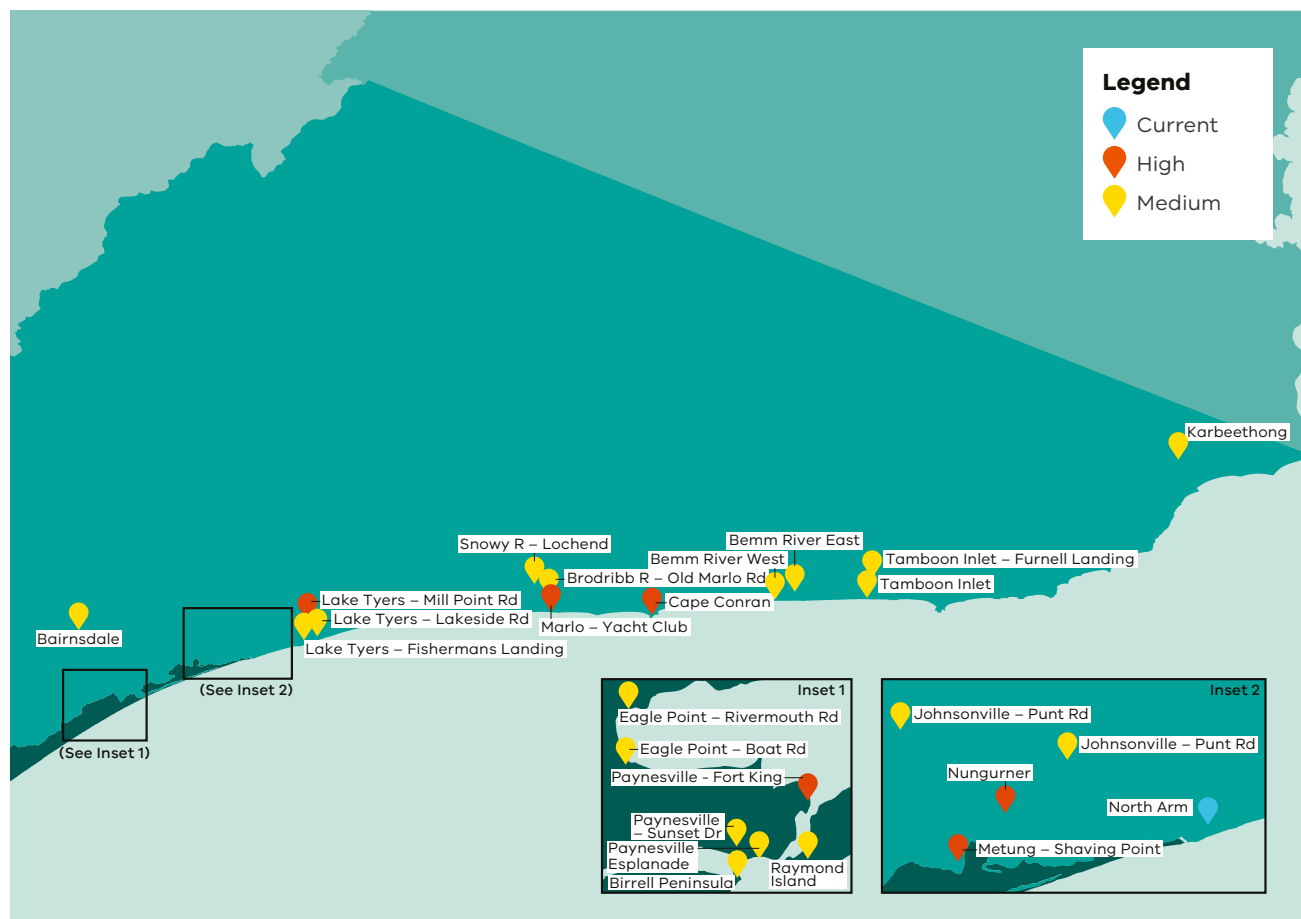 Legend
Current
High
Medium
Karbeethong
Bemm River East
Snowy R – Lochend
Bemm River West
Tamboon Inlet – Furnell Landing
Brodribb R – Old Marlo Rd
Tamboon Inlet
Lake Tyers – Mill Point Rd
Cape Conran
Lake Tyers – Lakeside Rd
Marlo – Yacht Club
Bairnsdale
Lake Tyers – Fishermans Landing
(See Inset 2)
(See Inset 1)
Inset 1
Eagle Point – Rivermouth Rd
Eagle Point – Boat Rd
Paynesville - Fort King
Paynesville
– Sunset Dr
Paynesville
Esplanade
Birrell Peninsula
Raymond
Island
Inset 2
Johnsonville – Punt Rd
Johnsonville – Punt Rd
Nungurner
North Arm
Metung – Shaving Point